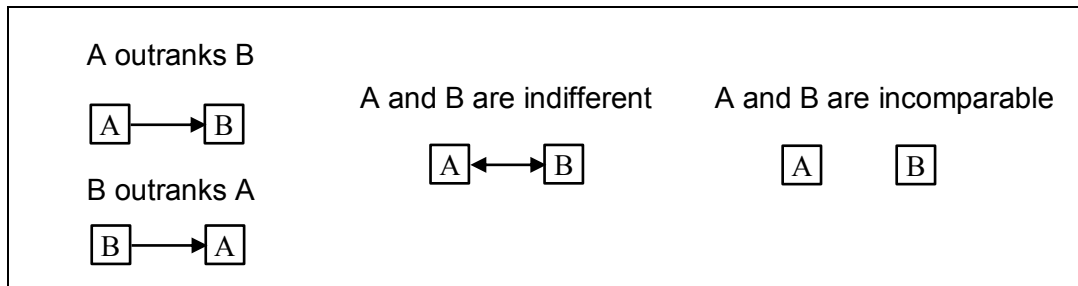 A outranks B
A B
B outranks A
B A
A and B are indifferent
A B
A and B are incomparable
A B